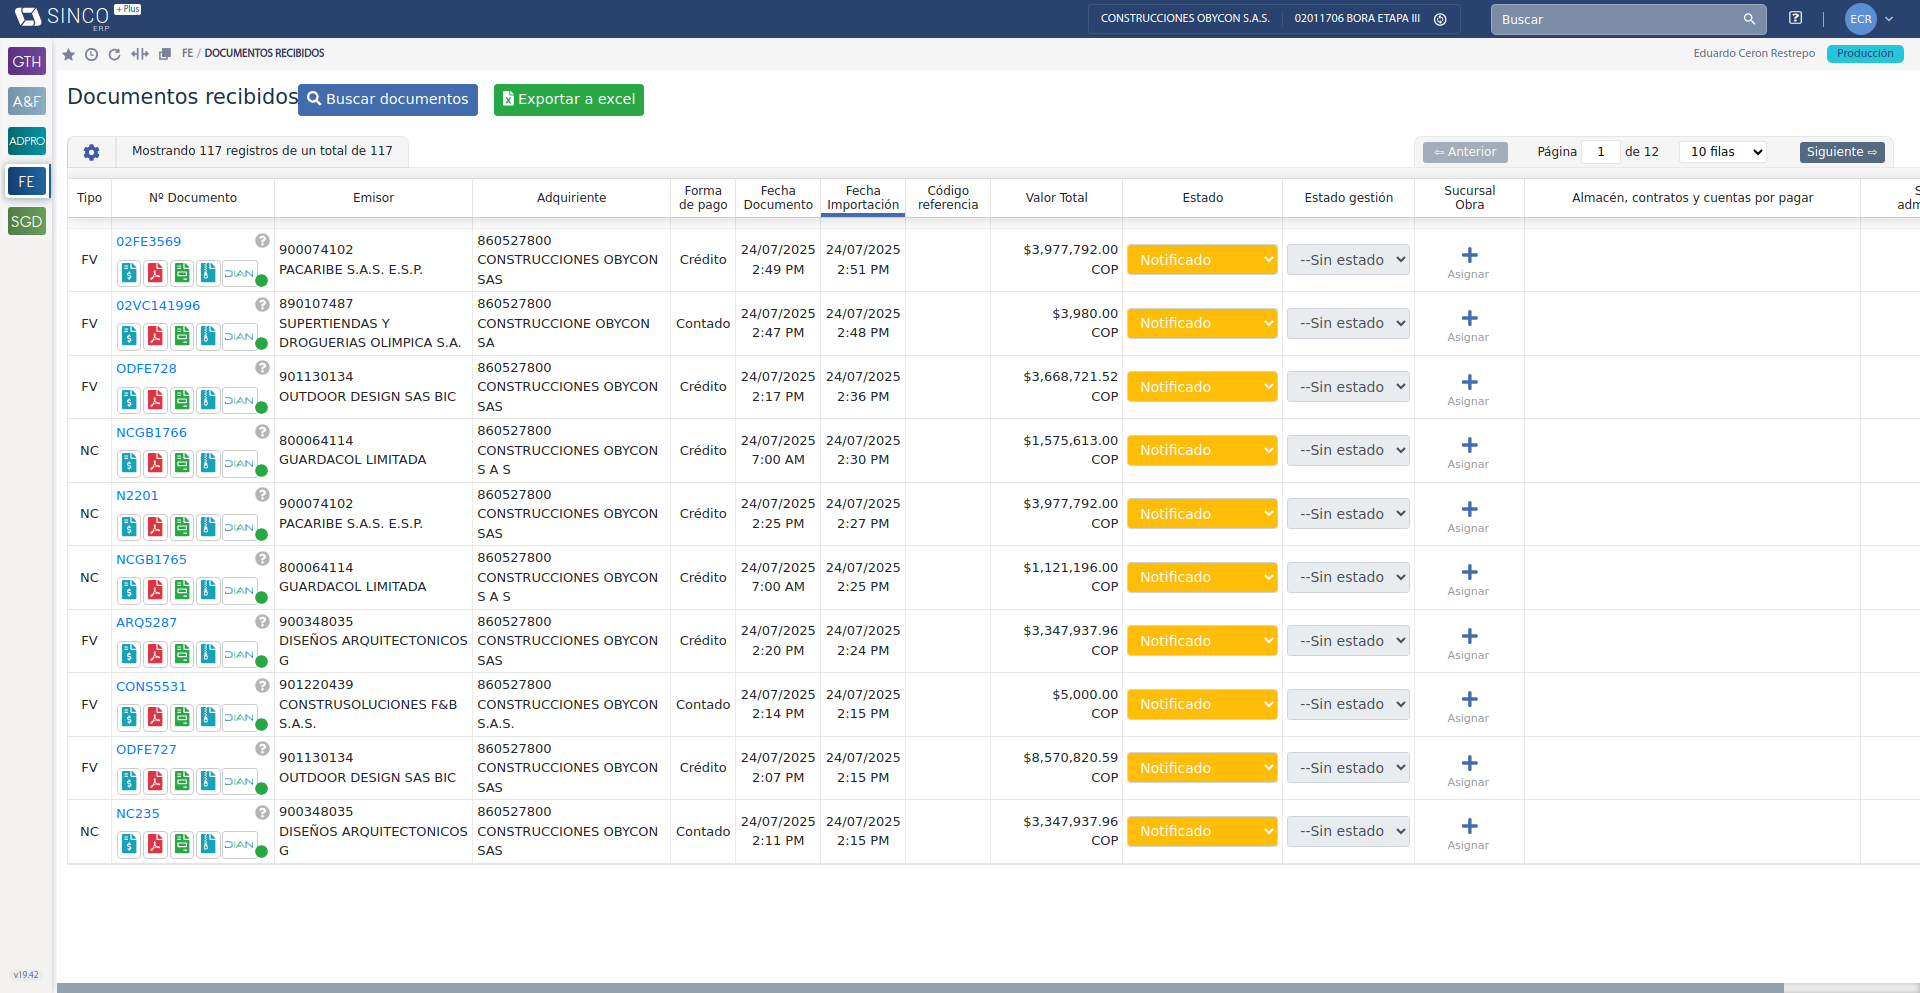 SINCO + Plus
ERP
CONSTRUCCIONES OBYCON S.A.S. 02011706 BORA ETAPA III Buscar ECR
GTH
A&F
ADPRO
FE
SGD
v19.42
FE / DOCUMENTOS RECIBIDOS Eduardo Ceron Restrepo Producción
Documentos recibidos Buscar documentos Exportar a excel
Mostrando 117 registros de un total de 117 ⇦ Anterior Página 1 de 12 10 filas Siguiente ⇨
Tipo Nº Documento Emisor Adquiriente Forma de pago Fecha Documento Fecha Importación Código referencia Valor Total Estado Estado gestión Sucursal Obra Almacén, contratos y cuentas por pagar
FV 02FE3569 DIAN 900074102 PACARIBE S.A.S. E.S.P. 860527800 CONSTRUCCIONES OBYCON SAS Crédito 24/07/2025 2:49 PM 24/07/2025 2:51 PM $3,977,792.00 COP Notificado --Sin estado Asignar
FV 02VC141996 DIAN 890107487 SUPERTIENDAS Y DROGUERIAS OLIMPICA S.A. 860527800 CONSTRUCCIONE OBYCON SA Contado 24/07/2025 2:47 PM 24/07/2025 2:48 PM $3,980.00 COP Notificado --Sin estado Asignar
FV ODFE728 DIAN 901130134 OUTDOOR DESIGN SAS BIC 860527800 CONSTRUCCIONES OBYCON SAS Crédito 24/07/2025 2:17 PM 24/07/2025 2:36 PM $3,668,721.52 COP Notificado --Sin estado Asignar
NC NCGB1766 DIAN 800064114 GUARDACOL LIMITADA 860527800 CONSTRUCCIONES OBYCON S A S Crédito 24/07/2025 7:00 AM 24/07/2025 2:30 PM $1,575,613.00 COP Notificado --Sin estado Asignar
NC N2201 DIAN 900074102 PACARIBE S.A.S. E.S.P. 860527800 CONSTRUCCIONES OBYCON SAS Crédito 24/07/2025 2:25 PM 24/07/2025 2:27 PM $3,977,792.00 COP Notificado --Sin estado Asignar
NC NCGB1765 DIAN 800064114 GUARDACOL LIMITADA 860527800 CONSTRUCCIONES OBYCON S A S Crédito 24/07/2025 7:00 AM 24/07/2025 2:25 PM $1,121,196.00 COP Notificado --Sin estado Asignar
FV ARQ5287 DIAN 900348035 DISEÑOS ARQUITECTONICOS G 860527800 CONSTRUCCIONES OBYCON SAS Crédito 24/07/2025 2:20 PM 24/07/2025 2:24 PM $3,347,937.96 COP Notificado --Sin estado Asignar
FV CONS5531 DIAN 901220439 CONSTRUSOLUCIONES F&B S.A.S. 860527800 CONSTRUCCIONES OBYCON S.A.S. Contado 24/07/2025 2:14 PM 24/07/2025 2:15 PM $5,000.00 COP Notificado --Sin estado Asignar
FV ODFE727 DIAN 901130134 OUTDOOR DESIGN SAS BIC 860527800 CONSTRUCCIONES OBYCON SAS Crédito 24/07/2025 2:07 PM 24/07/2025 2:15 PM $8,570,820.59 COP Notificado --Sin estado Asignar
NC NC235 DIAN 900348035 DISEÑOS ARQUITECTONICOS G 860527800 CONSTRUCCIONES OBYCON SAS Contado 24/07/2025 2:11 PM 24/07/2025 2:15 PM $3,347,937.96 COP Notificado --Sin estado Asignar